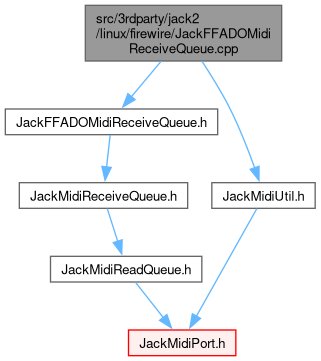 src/3rdparty/jack2
/linux/firewire/JackFFADOMidi
ReceiveQueue.cpp
JackFFADOMidiReceiveQueue.h
JackMidiReceiveQueue.h
JackMidiUtil.h
JackMidiReadQueue.h
JackMidiPort.h